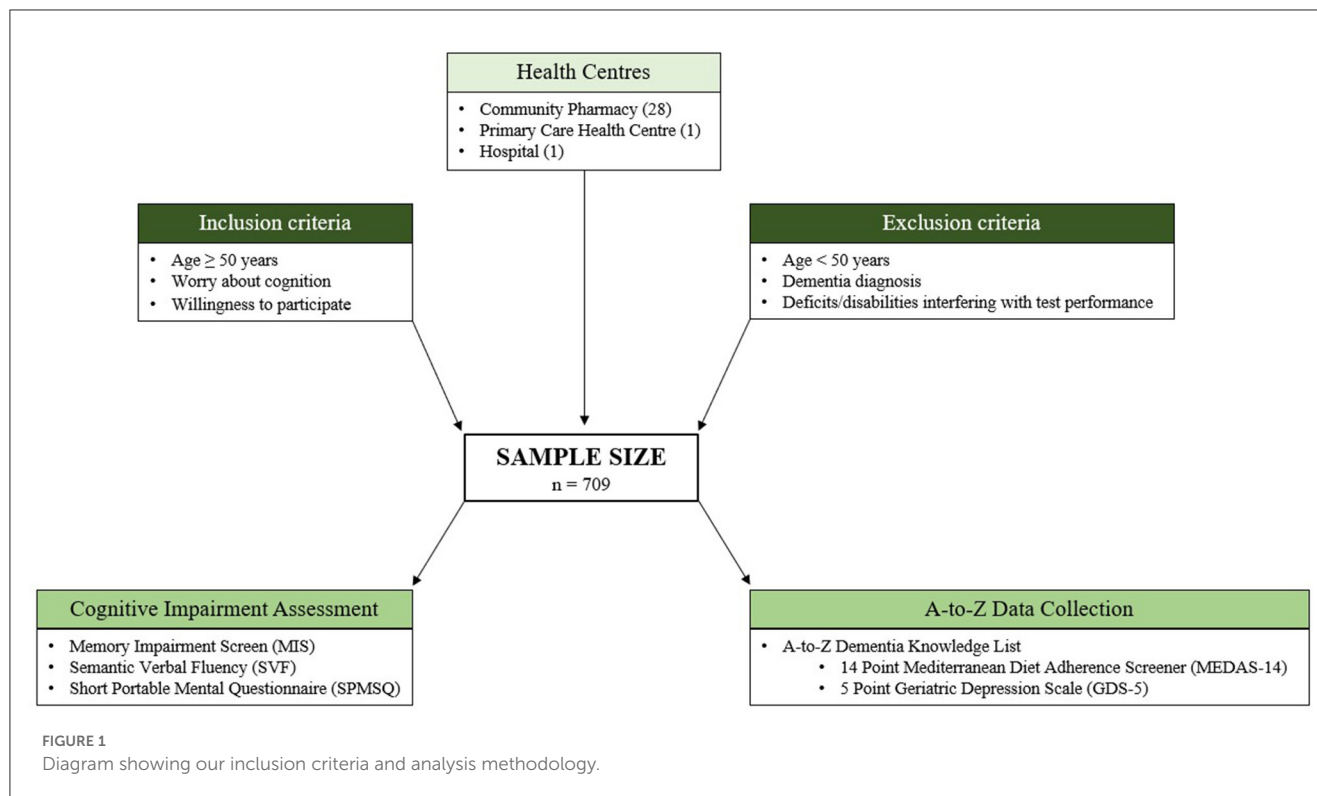 Health Centres
• Community Pharmacy (28)
• Primary Care Health Centre (1)
• Hospital (1)
Inclusion criteria
• Age ≥ 50 years
• Worry about cognition
• Willingness to participate
Exclusion criteria
• Age < 50 years
• Dementia diagnosis
• Deficits/disabilities interfering with test performance
SAMPLE SIZE
n = 709
Cognitive Impairment Assessment
• Memory Impairment Screen (MIS)
• Semantic Verbal Fluency (SVF)
• Short Portable Mental Questionnaire (SPMSQ)
A-to-Z Data Collection
• A-to-Z Dementia Knowledge List
• 14 Point Mediterranean Diet Adherence Screener (MEDAS-14)
• 5 Point Geriatric Depression Scale (GDS-5)
FIGURE 1
Diagram showing our inclusion criteria and analysis methodology.